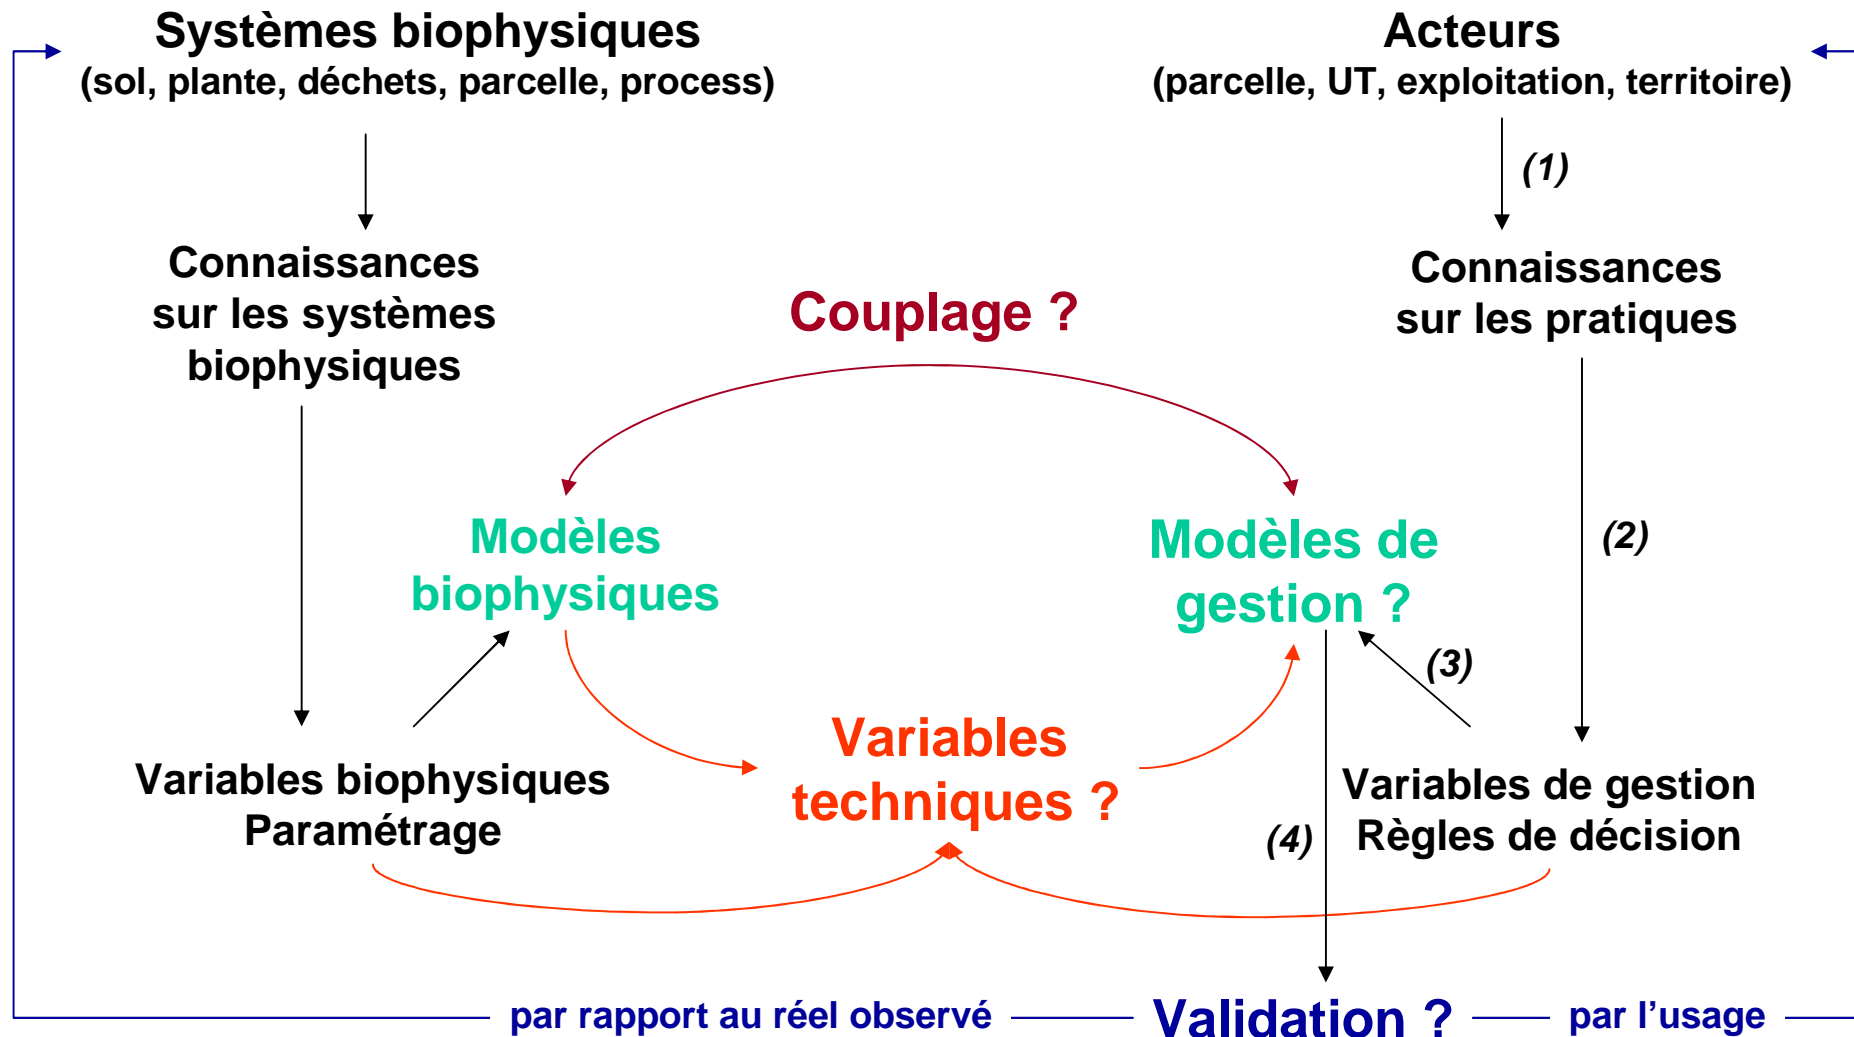 Systèmes biophysiques
(sol, plante, déchets, parcelle, process)
Acteurs
(parcelle, UT, exploitation, territoire)
(1)
Connaissances
sur les systèmes
biophysiques
Couplage ?
Connaissances
sur les pratiques
Modèles
biophysiques
Modèles de
gestion ?
(2)
(3)
Variables biophysiques
Paramétrage
Variables
techniques ?
(4)
Variables de gestion
Règles de décision
par rapport au réel observé
Validation ?
par l’usage